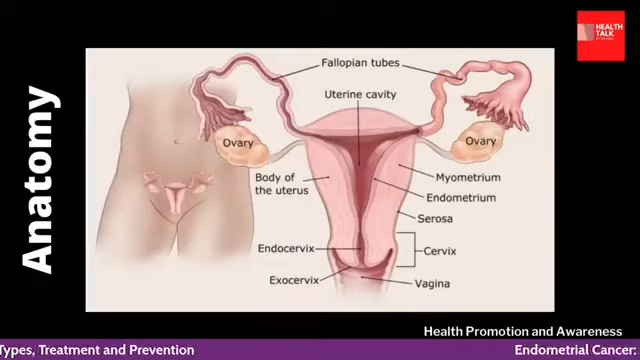 HEALTH
TALK
Anatomy
Fallopian tubes
Uterine cavity
Ovary
Ovary
Body of
the uterus
Myometrium
Endometrium
Serosa
Endocervix
Cervix
Exocervix
Vagina
Health Promotion and Awareness
Types, Treatment and Prevention
Endometrial Cancer: